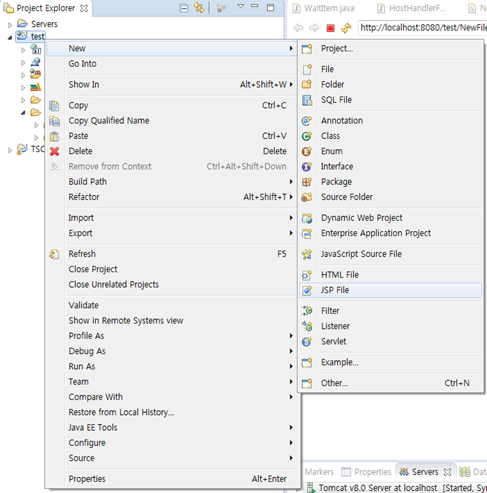 Project Explorer
WaitItem.java
HostHandlerF
Ne
http://localhost:8080/test/NewFile
Servers
test
TSC
New
Go Into
Show In Alt+Shift+W
Copy Ctrl+C
Copy Qualified Name
Paste Ctrl+V
Delete Delete
Remove from Context Ctrl+Alt+Shift+Down
Build Path
Refactor Alt+Shift+T
Import
Export
Refresh F5
Close Project
Close Unrelated Projects
Validate
Show in Remote Systems view
Profile As
Debug As
Run As
Team
Compare With
Restore from Local History...
Java EE Tools
Configure
Source
Properties Alt+Enter
Project...
File
Folder
SQL File
Annotation
Class
Enum
Interface
Package
Source Folder
Dynamic Web Project
Enterprise Application Project
JavaScript Source File
HTML File
JSP File
Filter
Listener
Servlet
Example...
Other... Ctrl+N
Markers Properties Servers Dat
Tomcat v8.0 Server at localhost [Started, Syn